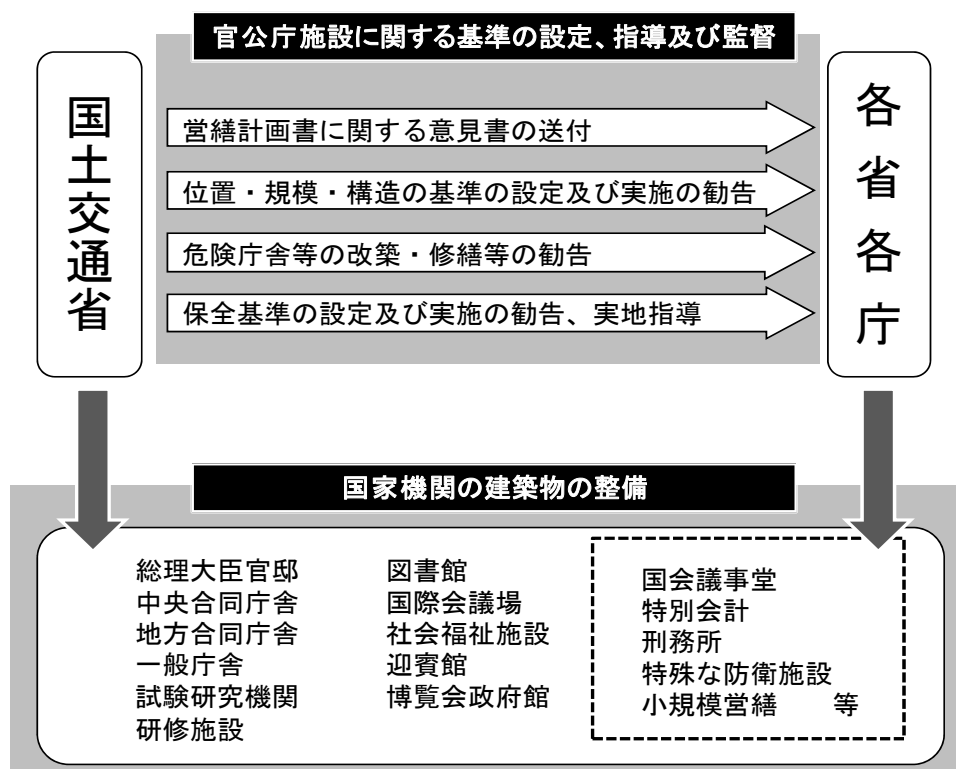 官公庁施設に関する基準の設定、指導及び監督
国土交通省
営繕計画書に関する意見書の送付
位置・規模・構造の基準の設定及び実施の勧告
危険庁舎等の改築・修繕等の勧告
保全基準の設定及び実施の勧告、実地指導
各省各庁
国家機関の建築物の整備
総理大臣官邸
中央合同庁舎
地方合同庁舎
一般庁舎
試験研究機関
研修施設
図書館
国際会議場
社会福祉施設
迎賓館
博覧会政府館
国会議事堂
特別会計
刑務所
特殊な防衛施設
小規模営繕　　等